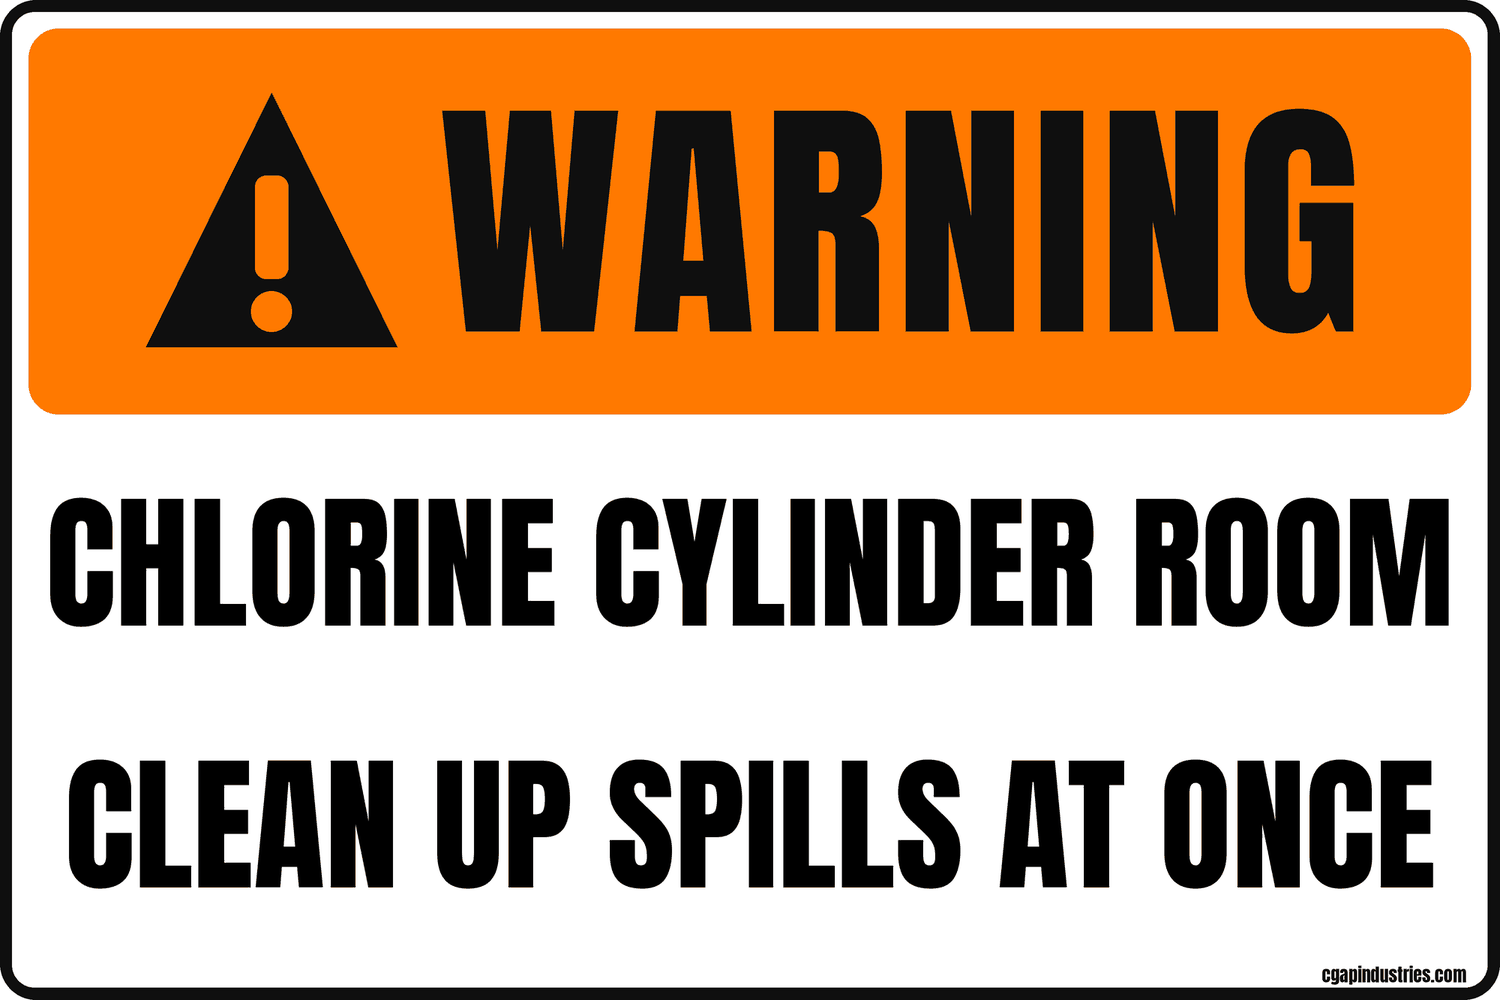 WARNING
CHLORINE CYLINDER ROOM
CLEAN UP SPILLS AT ONCE
cgapindustries.com